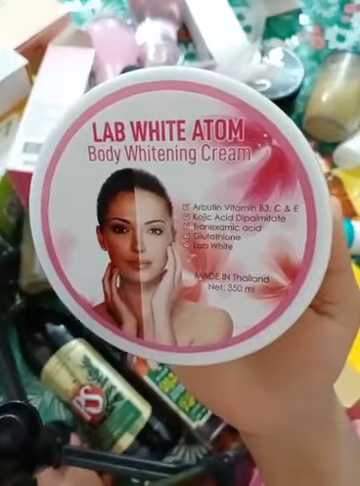 LAB WHITE ATOM
Body Whitening Cream
Arbutin Vitamin B3, C & E
Kojic Acid Dipalmitate
Tranexamic acid
Glutathione
Lab White
MADE IN Thailand
Net: 350 ml